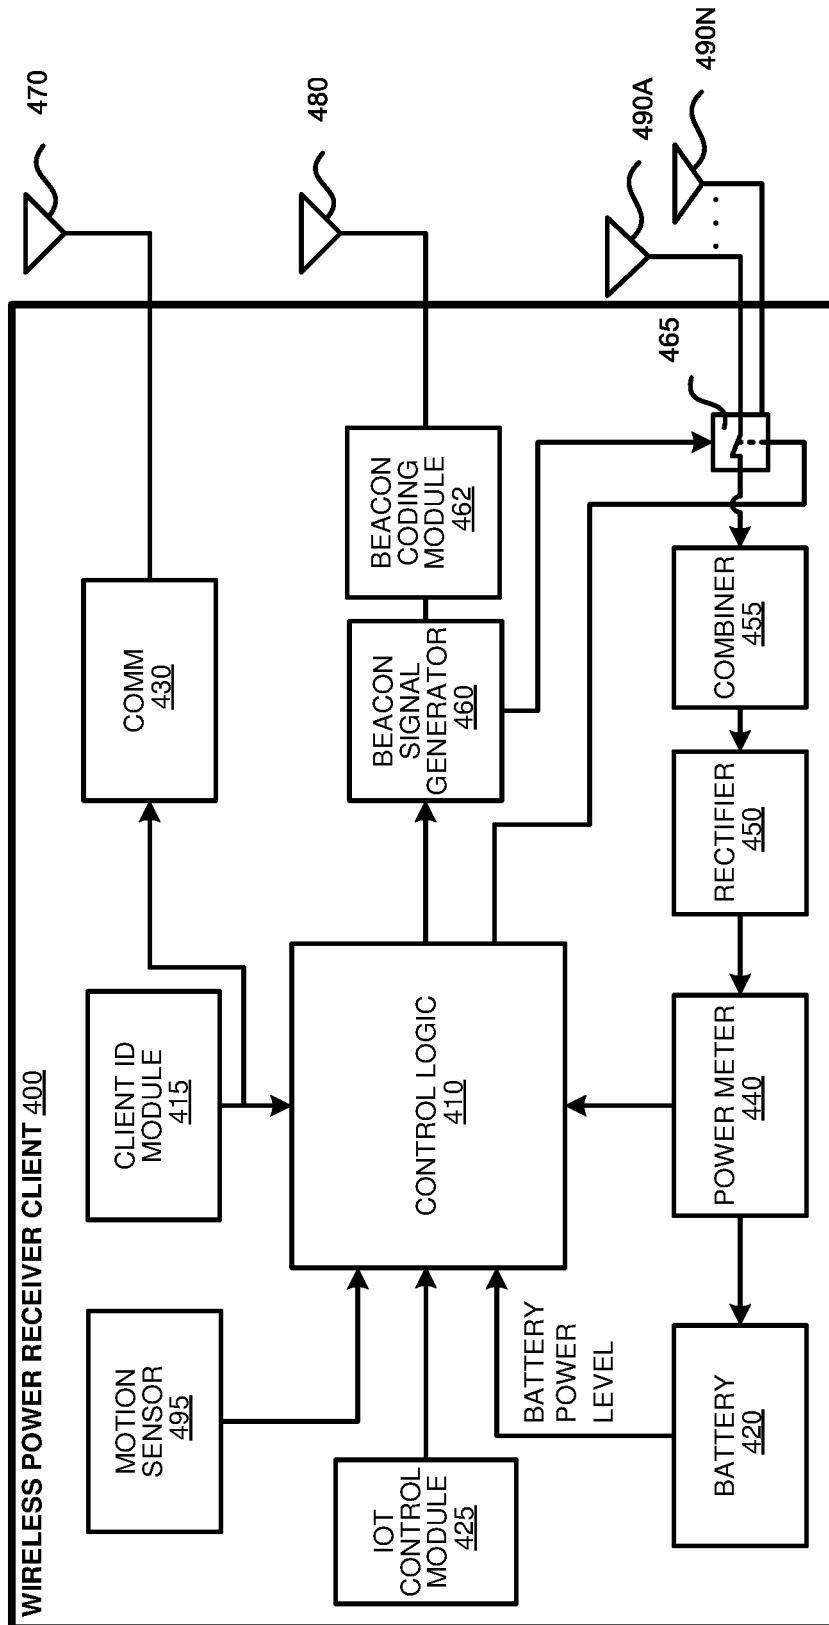 WIRELESS POWER RECEIVER CLIENT 400
MOTION
SENSOR
495
CLIENT ID
MODULE
415
COMM
430
470
IOT
CONTROL
MODULE
425
CONTROL LOGIC
410
BEACON
SIGNAL
GENERATOR
460
BEACON
CODING
MODULE
462
480
BATTERY
POWER
LEVEL
BATTERY
420
POWER METER
440
RECTIFIER
450
COMBINER
455
465
490A
490N